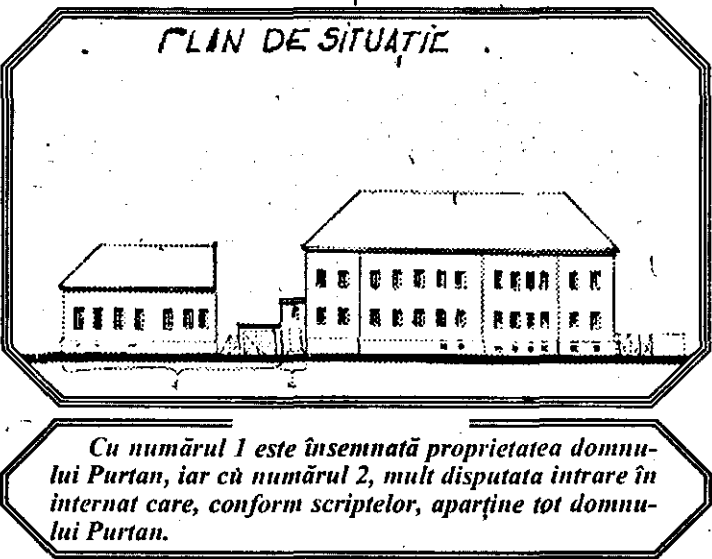 PLAN DE SITUAȚIE
Cu numărul 1 este însemnată proprietatea domnu-
lui Purtan, iar cu numărul 2, mult disputata intrare în
internat care, conform scriptelor, aparține tot domnu-
lui Purtan.